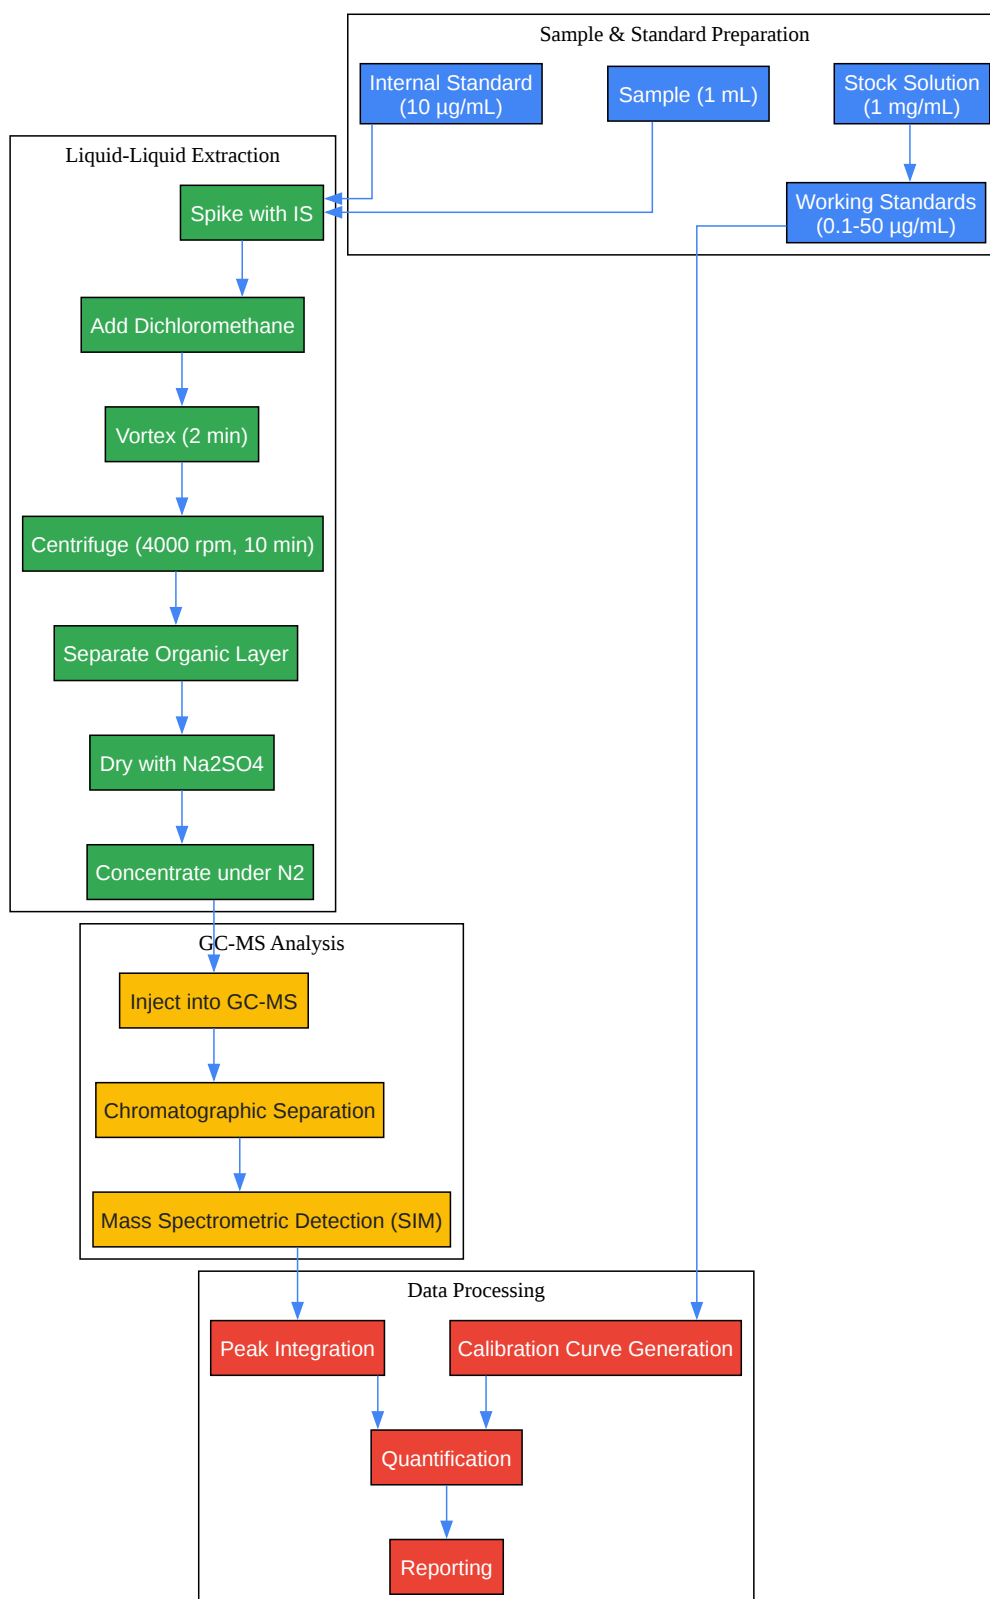 Sample & Standard Preparation
Internal Standard
(10 µg/mL)
Sample (1 mL)
Stock Solution
(1 mg/mL)
Working Standards
(0.1-50 µg/mL)
Liquid-Liquid Extraction
Spike with IS
Add Dichloromethane
Vortex (2 min)
Centrifuge (4000 rpm, 10 min)
Separate Organic Layer
Dry with Na2SO4
Concentrate under N2
GC-MS Analysis
Inject into GC-MS
Chromatographic Separation
Mass Spectrometric Detection (SIM)
Data Processing
Peak Integration
Calibration Curve Generation
Quantification
Reporting